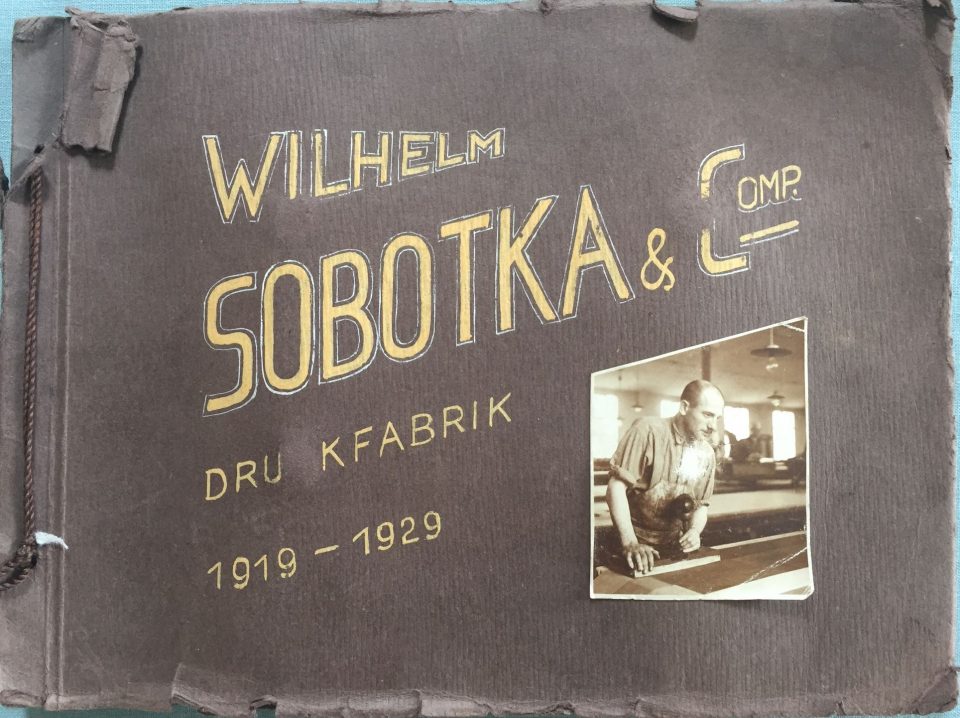 WILHELM
SOBOTKA & COMP.
DRU KFABRIK
1919 – 1929